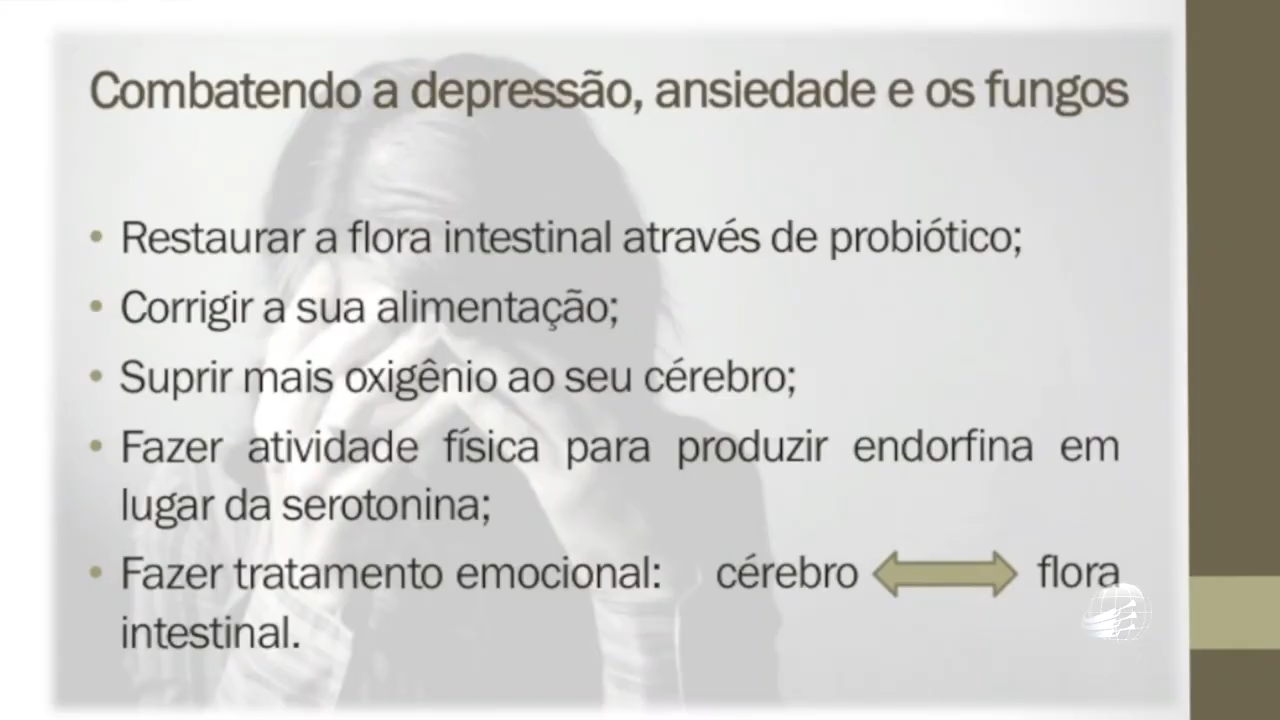 Combatendo a depressão, ansiedade e os fungos
• Restaurar a flora intestinal através de probiótico;
• Corrigir a sua alimentação;
• Suprir mais oxigênio ao seu cérebro;
• Fazer atividade física para produzir endorfina em
lugar da serotonina;
• Fazer tratamento emocional: cérebro flora
intestinal.